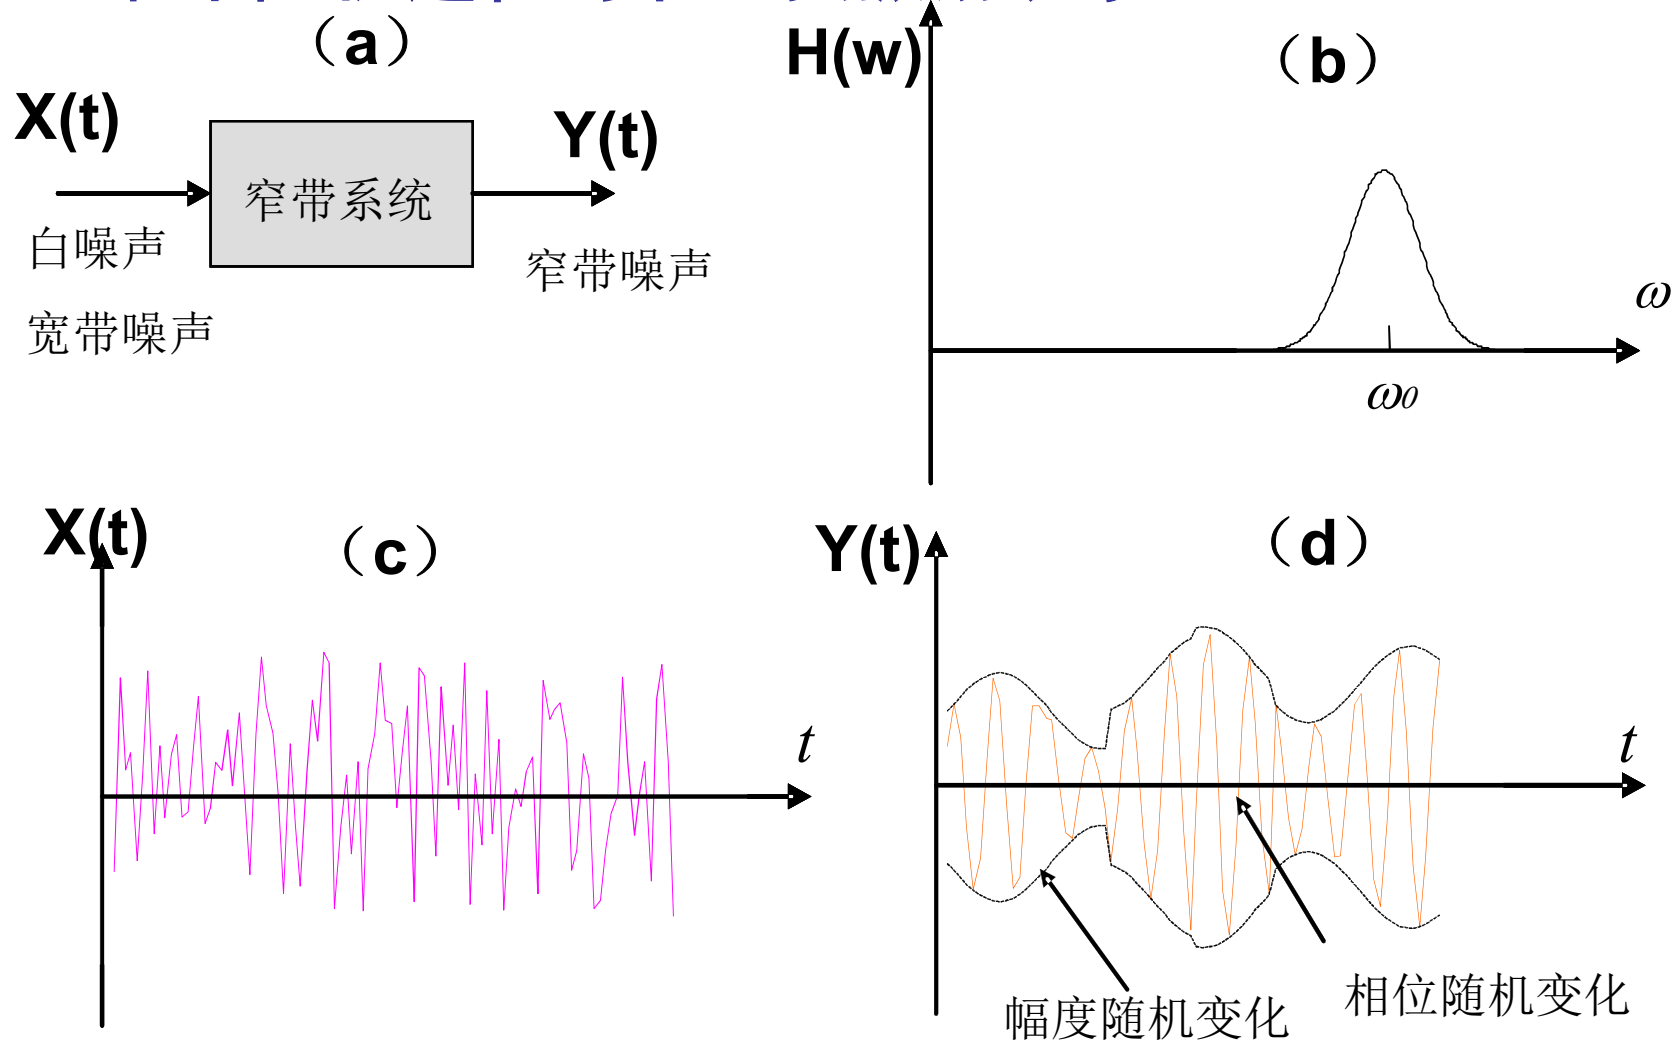 （a）
X(t)
Y(t)
窄带系统
白噪声
宽带噪声
窄带噪声
H(w)
（b）
ω
ω0
X(t)
（c）
t
Y(t)
（d）
t
幅度随机变化
相位随机变化